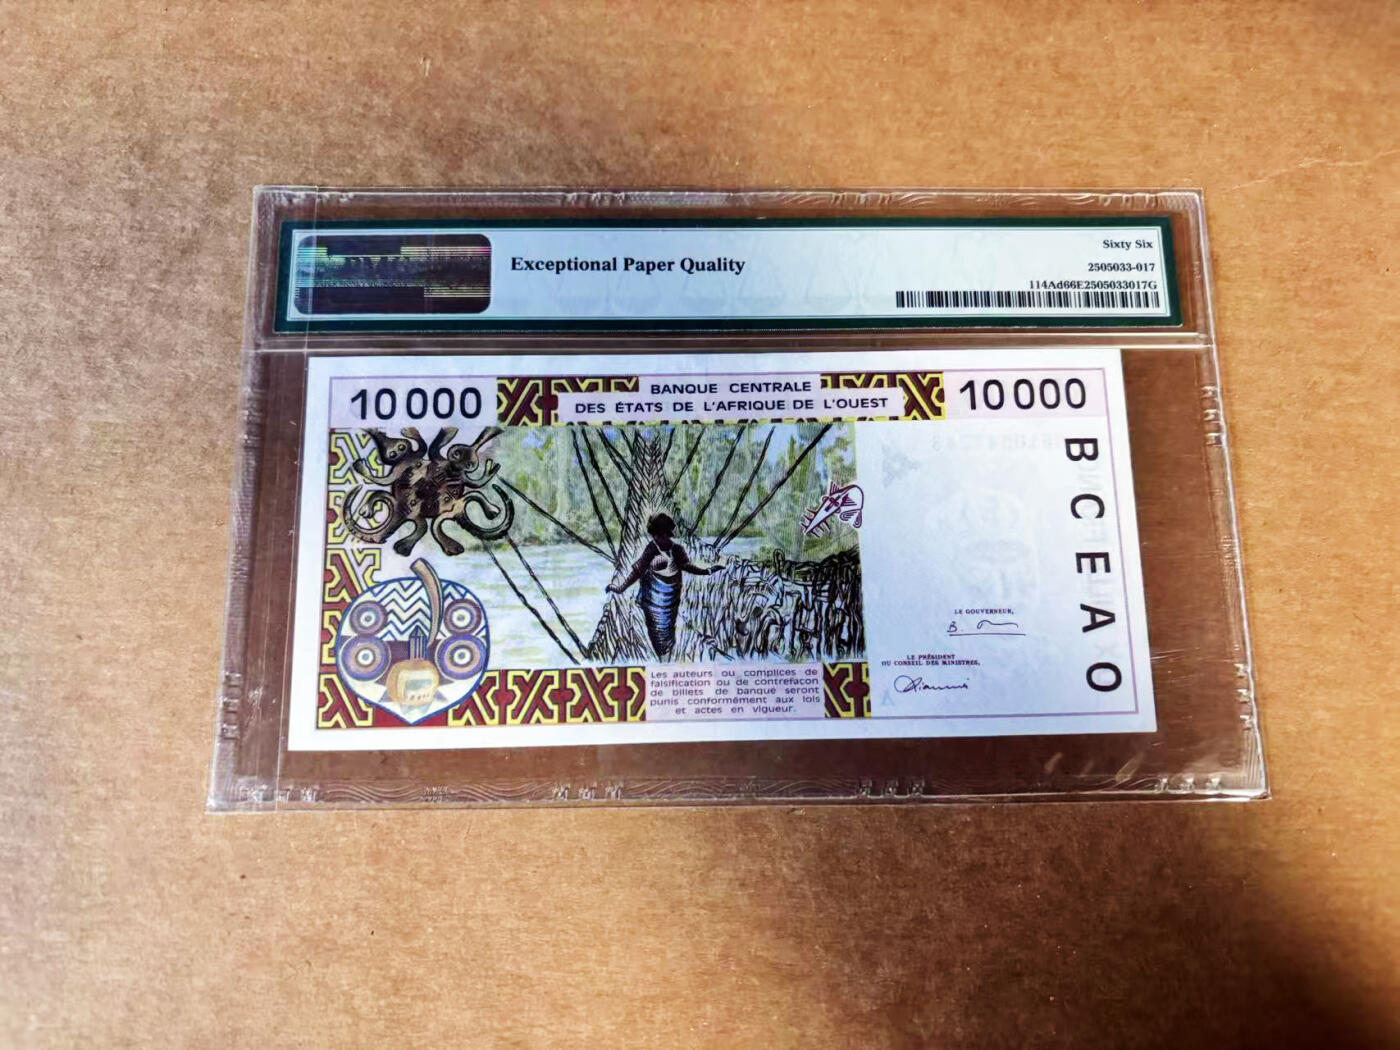 Sixty Six
Exceptional Paper Quality
2505033-017
114Ad66E2505033017G
10 000
BANQUE CENTRALE
DES ÉTATS DE L'AFRIQUE DE L'OUEST
10 000
BCEAO
LE GOUVERNEUR,
LE PRÉSIDENT
DU CONSEIL DES MINISTRES,
Les auteurs ou complices de
falsification ou de contrefaçon
de billets de banque seront
punis conformément aux lois
et actes en vigueur.